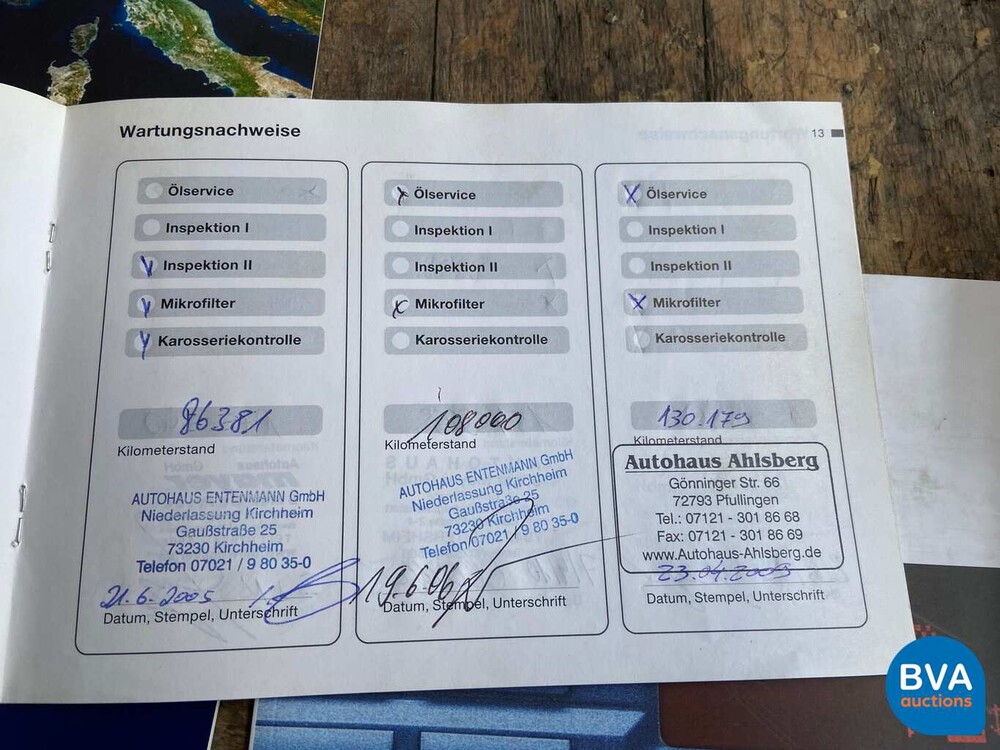 Wartungsnachweise
13
Ölservice
Inspektion I
Inspektion II
Mikrofilter
Karosseriekontrolle
86381
Kilometerstand
AUTOHAUS ENTENMANN GmbH
Niederlassung Kirchheim
Gaußstraße 25
73230 Kirchheim
Telefon 07021 / 9 80 35-0
21.6.2005
Datum, Stempel, Unterschrift
Ölservice
Inspektion I
Inspektion II
Mikrofilter
Karosseriekontrolle
108000
Kilometerstand
AUTOHAUS ENTENMANN GmbH
Niederlassung Kirchheim
Gaußstraße 25
73230 Kirchheim
Telefon 07021 / 9 80 35-0
19.6.06
Datum, Stempel, Unterschrift
Ölservice
Inspektion I
Inspektion II
Mikrofilter
Karosseriekontrolle
130.179
Kilometerstand
Autohaus Ahlsberg
Gönninger Str. 66
72793 Pfullingen
Tel.: 07121 - 301 86 68
Fax: 07121 - 301 86 69
www.Autohaus-Ahlsberg.de
23.04.2009
Datum, Stempel, Unterschrift
BVA
auctions